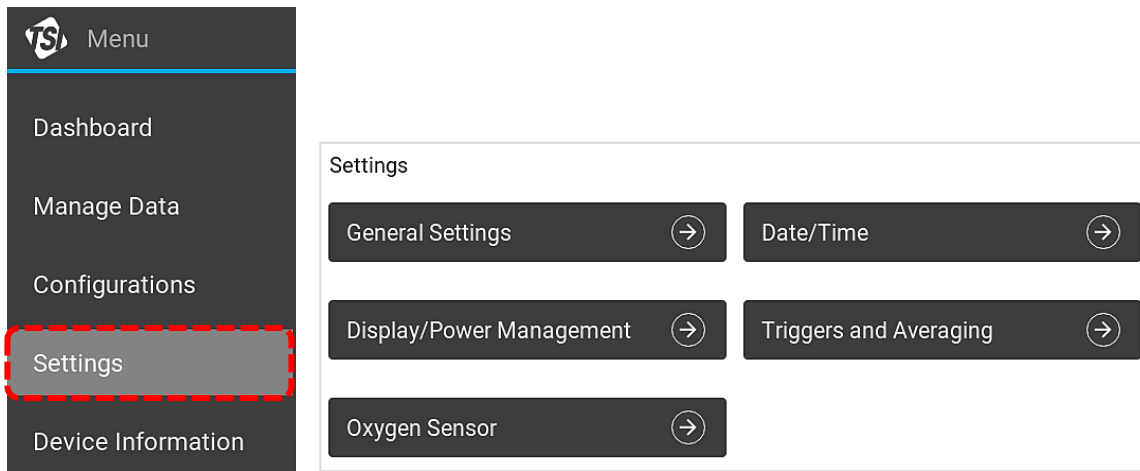 TSI Menu
Dashboard
Manage Data
Configurations
Settings
Device Information
Settings
General Settings
Date/Time
Display/Power Management
Triggers and Averaging
Oxygen Sensor